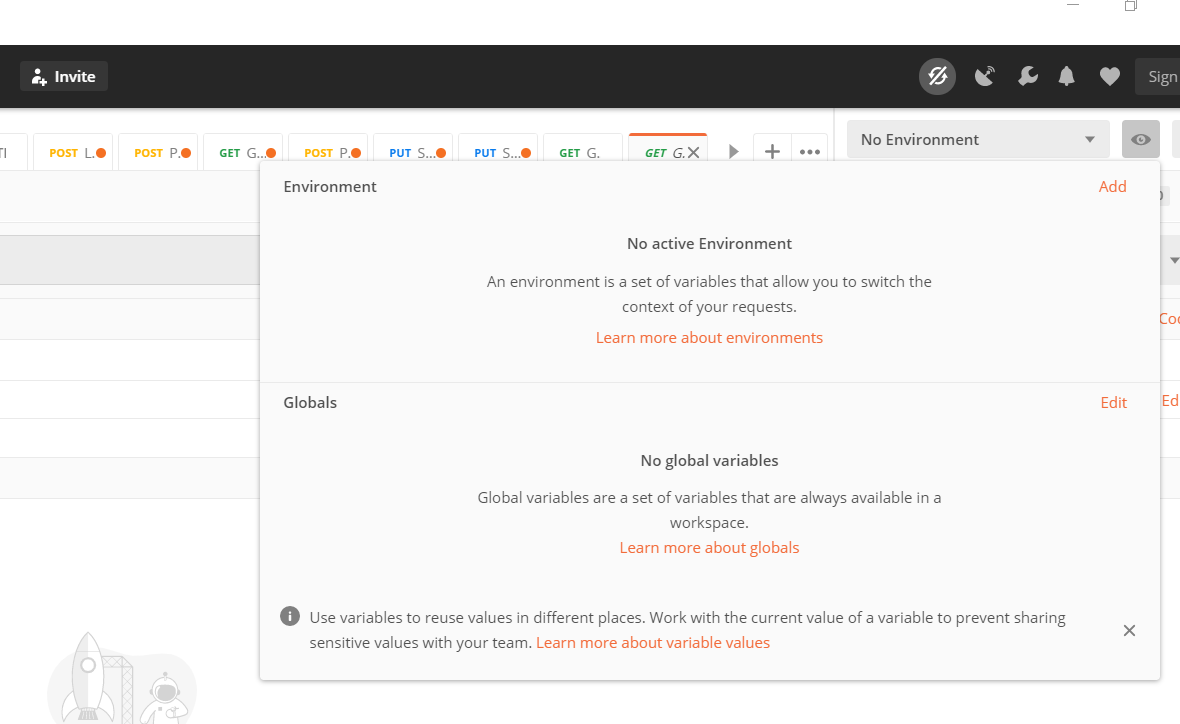 Invite
Sign
POST L.
POST P.
GET G...
POST P.
PUT S...
PUT S...
GET G.
GET G.
No Environment
Environment
Add
No active Environment
An environment is a set of variables that allow you to switch the
context of your requests.
Learn more about environments
Globals
Edit
No global variables
Global variables are a set of variables that are always available in a
workspace.
Learn more about globals
Use variables to reuse values in different places. Work with the current value of a variable to prevent sharing
sensitive values with your team. Learn more about variable values